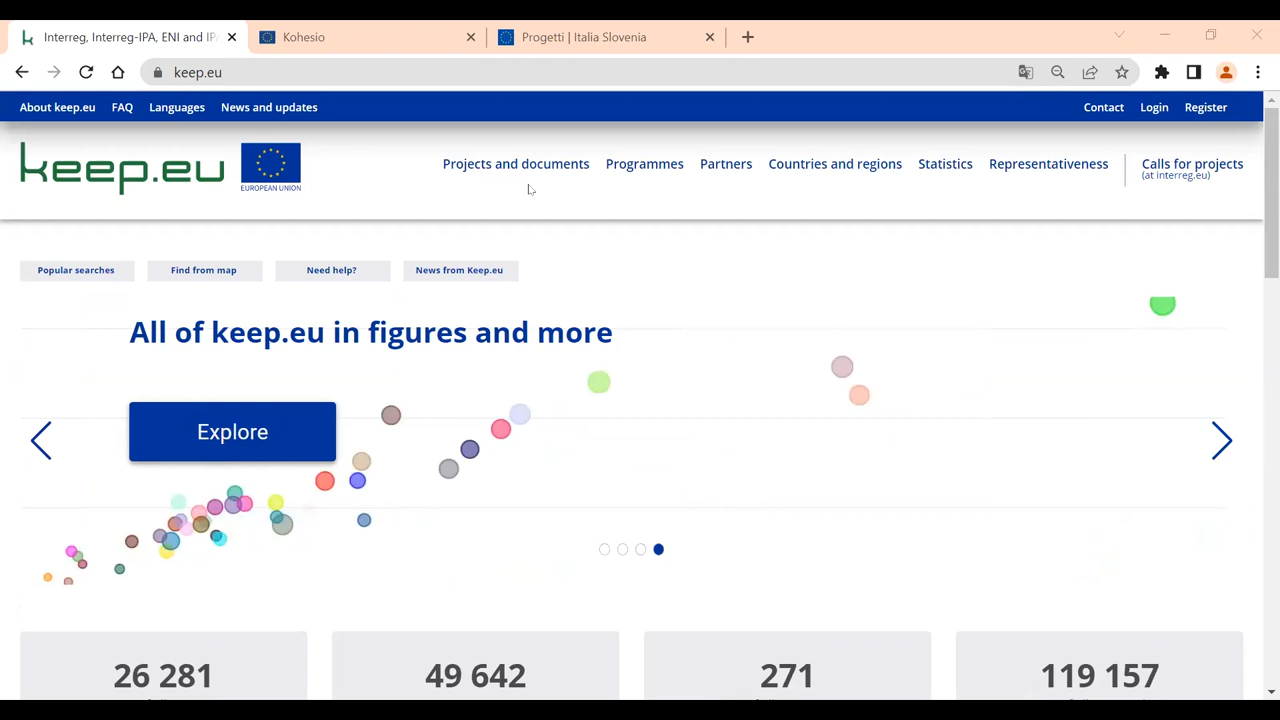 Interreg, Interreg-IPA, ENI and IP
Kohesio
Progetti | Italia Slovenia
keep.eu
About keep.eu FAQ Languages News and updates Contact Login Register
keep.eu
EUROPEAN UNION
Projects and documents Programmes Partners Countries and regions Statistics Representativeness Calls for projects
(at interreg.eu)
Popular searches Find from map Need help? News from Keep.eu
All of keep.eu in figures and more
Explore
26 281 49 642 271 119 157